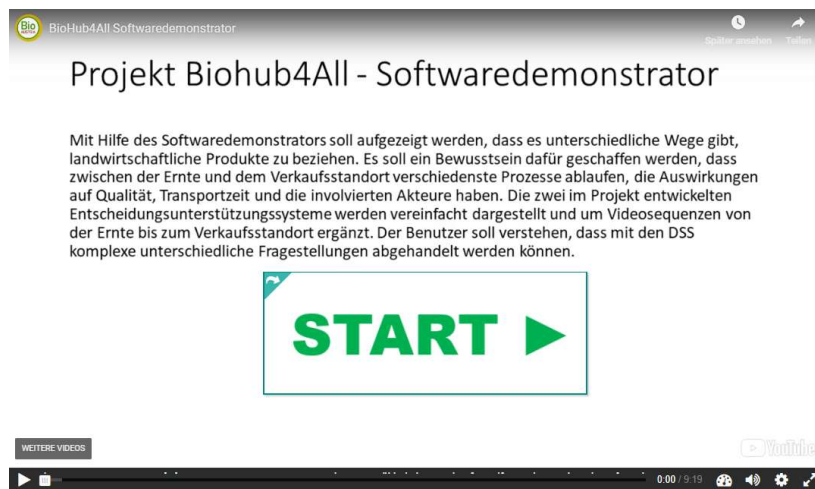 Bio
AUSTRIA
BioHub4All Softwaredemonstrator
Später ansehen
Teilen
Projekt Biohub4All - Softwaredemonstrator
Mit Hilfe des Softwaredemonstrators soll aufgezeigt werden, dass es unterschiedliche Wege gibt,
landwirtschaftliche Produkte zu beziehen. Es soll ein Bewusstsein dafür geschaffen werden, dass
zwischen der Ernte und dem Verkaufsstandort verschiedenste Prozesse ablaufen, die Auswirkungen
auf Qualität, Transportzeit und die involvierten Akteure haben. Die zwei im Projekt entwickelten
Entscheidungsunterstützungssysteme werden vereinfacht dargestellt und um Videosequenzen von
der Ernte bis zum Verkaufsstandort ergänzt. Der Benutzer soll verstehen, dass mit den DSS
komplexe unterschiedliche Fragestellungen abgehandelt werden können.
START
WEITERE VIDEOS
YouTube
0:00 / 9:19